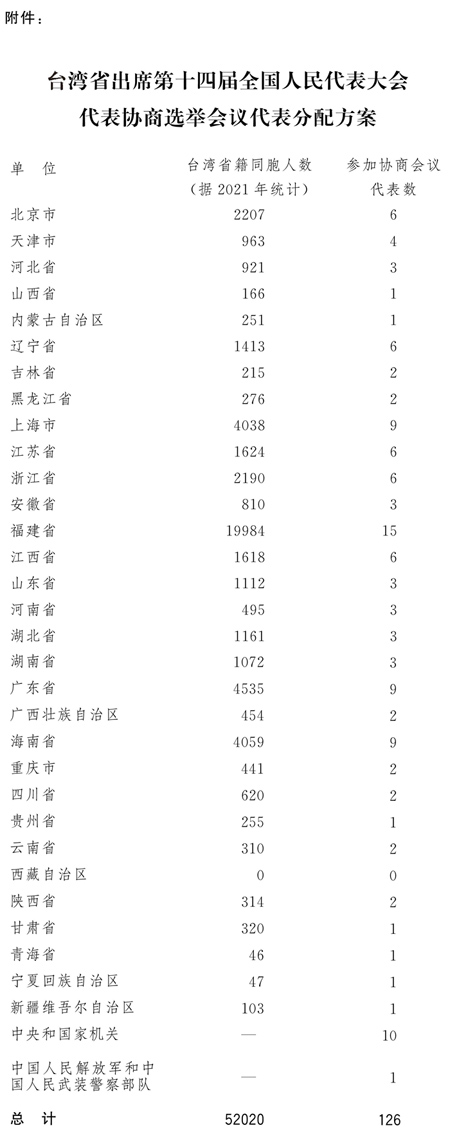 附件：
台湾省出席第十四届全国人民代表大会
代表协商选举会议代表分配方案
单　位　台湾省籍同胞人数　参加协商会议
（据 2021 年统计）　代表数
北京市　2207　6
天津市　963　4
河北省　921　3
山西省　166　1
内蒙古自治区　251　1
辽宁省　1413　6
吉林省　215　2
黑龙江省　276　2
上海市　4038　9
江苏省　1624　6
浙江省　2190　6
安徽省　810　3
福建省　19984　15
江西省　1618　6
山东省　1112　3
河南省　495　3
湖北省　1161　3
湖南省　1072　3
广东省　4535　9
广西壮族自治区　454　2
海南省　4059　9
重庆市　441　2
四川省　620　2
贵州省　255　1
云南省　310　2
西藏自治区　0　0
陕西省　314　2
甘肃省　320　1
青海省　46　1
宁夏回族自治区　47　1
新疆维吾尔自治区　103　1
中央和国家机关　—　10
中国人民解放军和中
国人民武装警察部队　—　1
总　计　52020　126